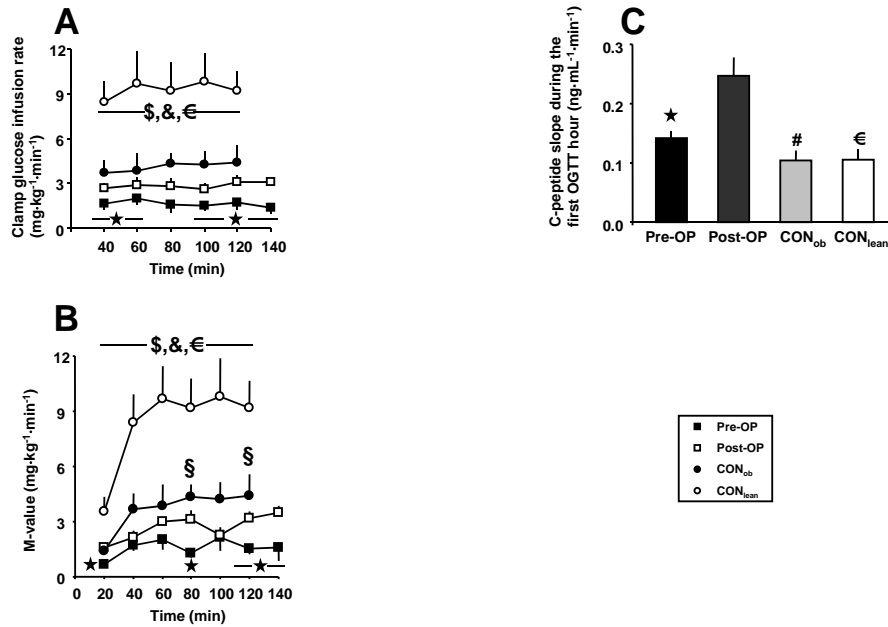 A
Clamp glucose infusion rate
(mg·kg⁻¹·min⁻¹)
12
9
6
3
0
$,&,€
★
★
40 60 80 100 120 140
Time (min)
C
C-peptide slope during the
first OGTT hour (ng·mL⁻¹·min⁻¹)
0.3
0.2
0.1
0.0
★
#
€
Pre-OP Post-OP CONob CONlean
B
M-value (mg·kg⁻¹·min⁻¹)
12
9
6
3
0
$,&,€
§
§
★
★
★
0 20 40 60 80 100 120 140
Time (min)
Pre-OP
Post-OP
CONob
CONlean